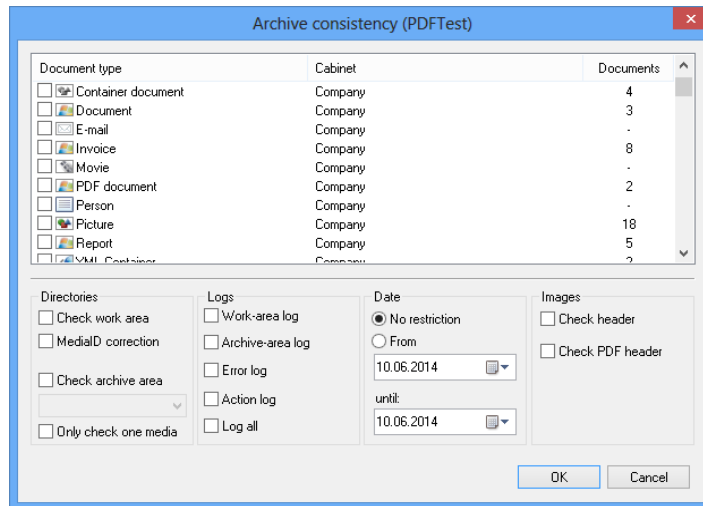 Archive consistency (PDFTest)
Document type Cabinet Documents
Container document Company 4
Document Company 3
E-mail Company -
Invoice Company 8
Movie Company -
PDF document Company 2
Person Company -
Picture Company 18
Report Company 5
XML Container Company 2
Directories
Check work area
MediaID correction
Check archive area
Only check one media
Logs
Work-area log
Archive-area log
Error log
Action log
Log all
Date
No restriction
From
10.06.2014
until:
10.06.2014
Images
Check header
Check PDF header
OK Cancel